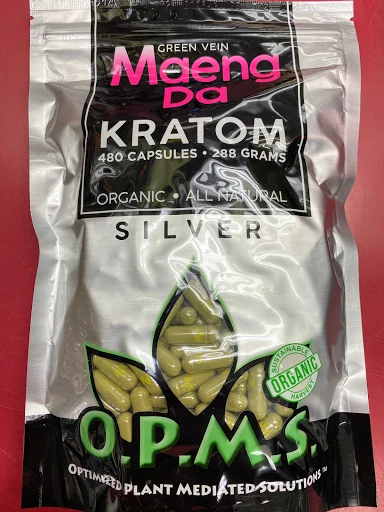 GREEN VEIN
Maeng
Da
KRATOM
480 CAPSULES • 288 GRAMS
ORGANIC • ALL NATURAL
SILVER
SUSTAINABLE
ORGANIC
HARVEST
O.P.M.S.
OPTIMIZED PLANT MEDIATED SOLUTIONS™